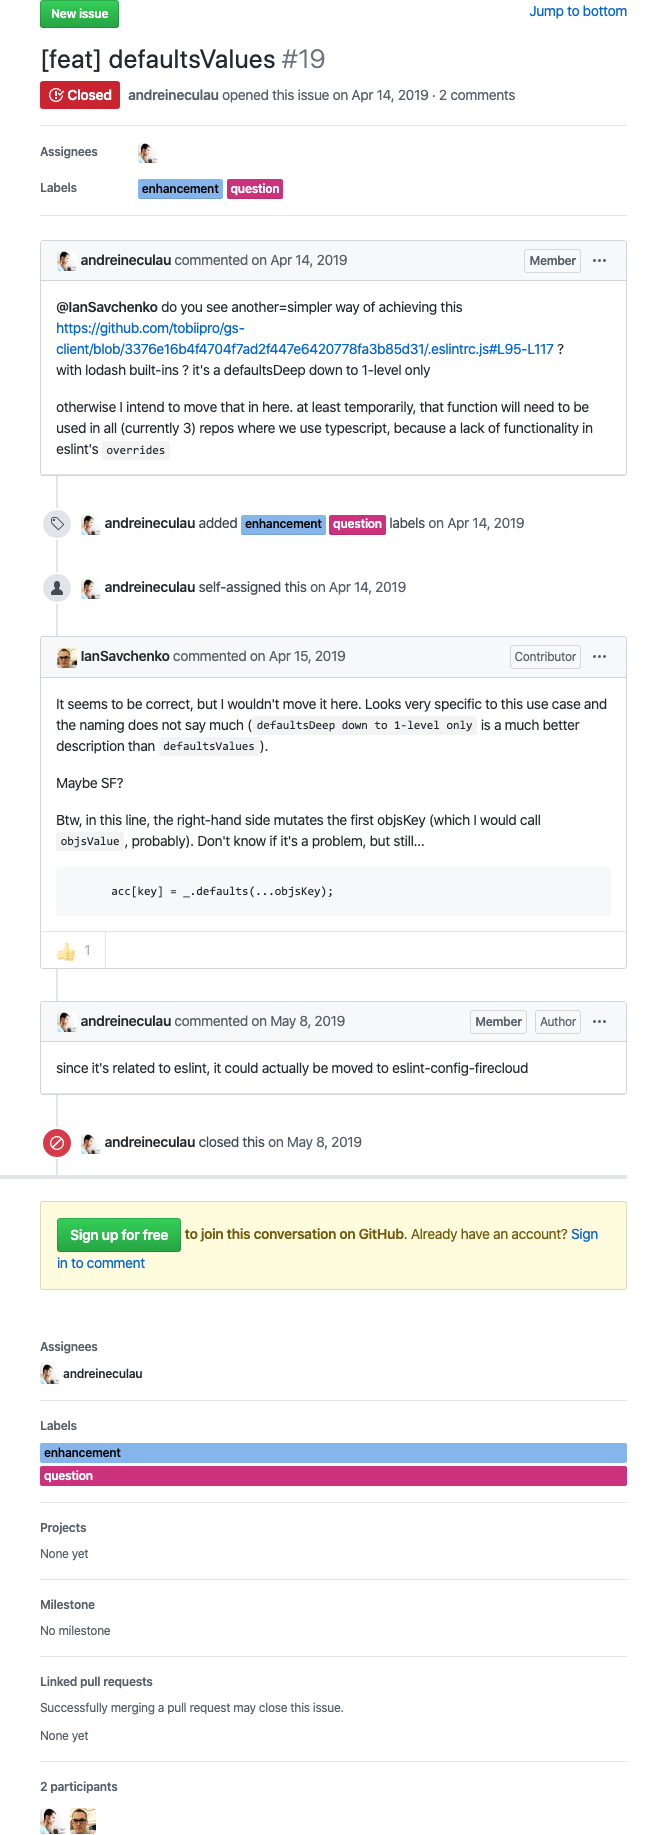 New issue
Jump to bottom
[feat] defaultsValues #19
Closed andreineculau opened this issue on Apr 14, 2019 · 2 comments
Assignees
Labels enhancement question
andreineculau commented on Apr 14, 2019 Member ···
@IanSavchenko do you see another=simpler way of achieving this
https://github.com/tobiipro/gs-
client/blob/3376e16b4f4704f7ad2f447e6420778fa3b85d31/.eslintrc.js#L95-L117 ?
with lodash built-ins ? it's a defaultsDeep down to 1-level only
otherwise I intend to move that in here. at least temporarily, that function will need to be
used in all (currently 3) repos where we use typescript, because a lack of functionality in
eslint's overrides
andreineculau added enhancement question labels on Apr 14, 2019
andreineculau self-assigned this on Apr 14, 2019
IanSavchenko commented on Apr 15, 2019 Contributor ···
It seems to be correct, but I wouldn't move it here. Looks very specific to this use case and
the naming does not say much ( defaultsDeep down to 1-level only is a much better
description than defaultsValues ).
Maybe SF?
Btw, in this line, the right-hand side mutates the first objsKey (which I would call
objsValue , probably). Don't know if it's a problem, but still...
acc[key] = _.defaults(...objsKey);
👍 1
andreineculau commented on May 8, 2019 Member Author ···
since it's related to eslint, it could actually be moved to eslint-config-firecloud
andreineculau closed this on May 8, 2019
Sign up for free to join this conversation on GitHub. Already have an account? Sign
in to comment
Assignees
andreineculau
Labels
enhancement
question
Projects
None yet
Milestone
No milestone
Linked pull requests
Successfully merging a pull request may close this issue.
None yet
2 participants